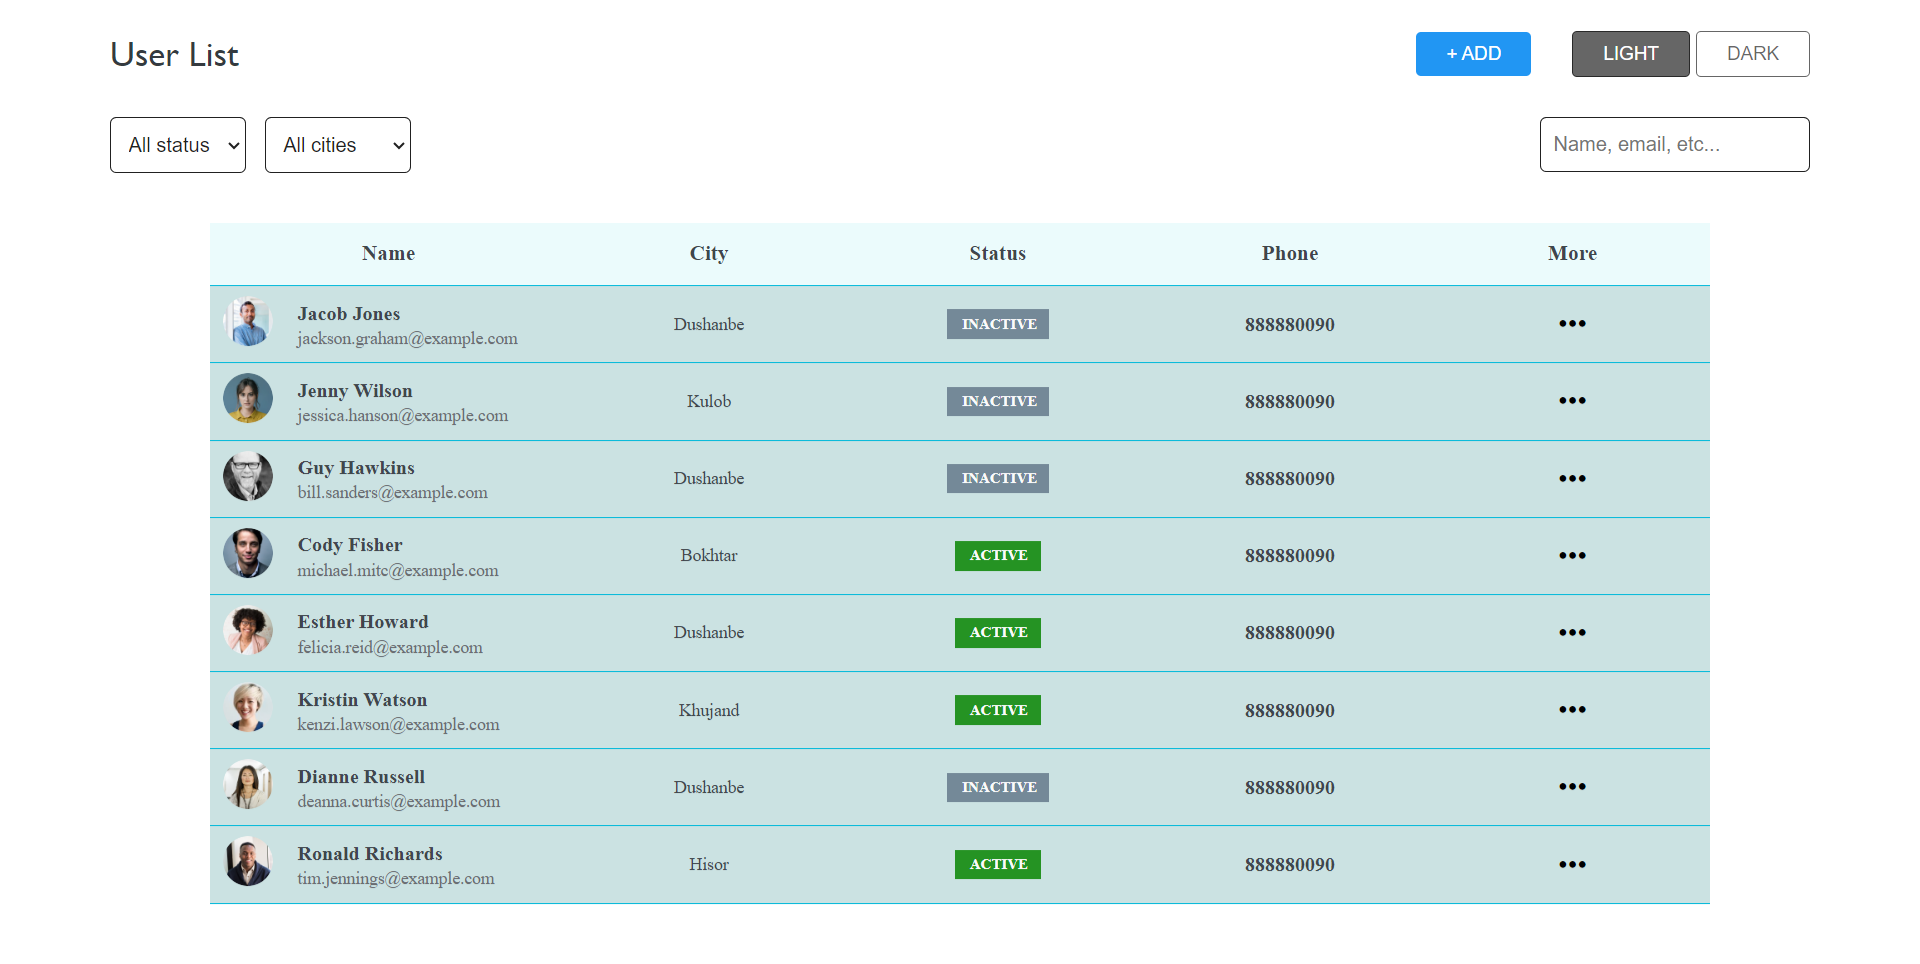 User List
+ ADD
LIGHT
DARK
All status
All cities
Name, email, etc...
Name City Status Phone More
Jacob Jones
jackson.graham@example.com
Dushanbe
INACTIVE
888880090
•••
Jenny Wilson
jessica.hanson@example.com
Kulob
INACTIVE
888880090
•••
Guy Hawkins
bill.sanders@example.com
Dushanbe
INACTIVE
888880090
•••
Cody Fisher
michael.mitc@example.com
Bokhtar
ACTIVE
888880090
•••
Esther Howard
felicia.reid@example.com
Dushanbe
ACTIVE
888880090
•••
Kristin Watson
kenzi.lawson@example.com
Khujand
ACTIVE
888880090
•••
Dianne Russell
deanna.curtis@example.com
Dushanbe
INACTIVE
888880090
•••
Ronald Richards
tim.jennings@example.com
Hisor
ACTIVE
888880090
•••